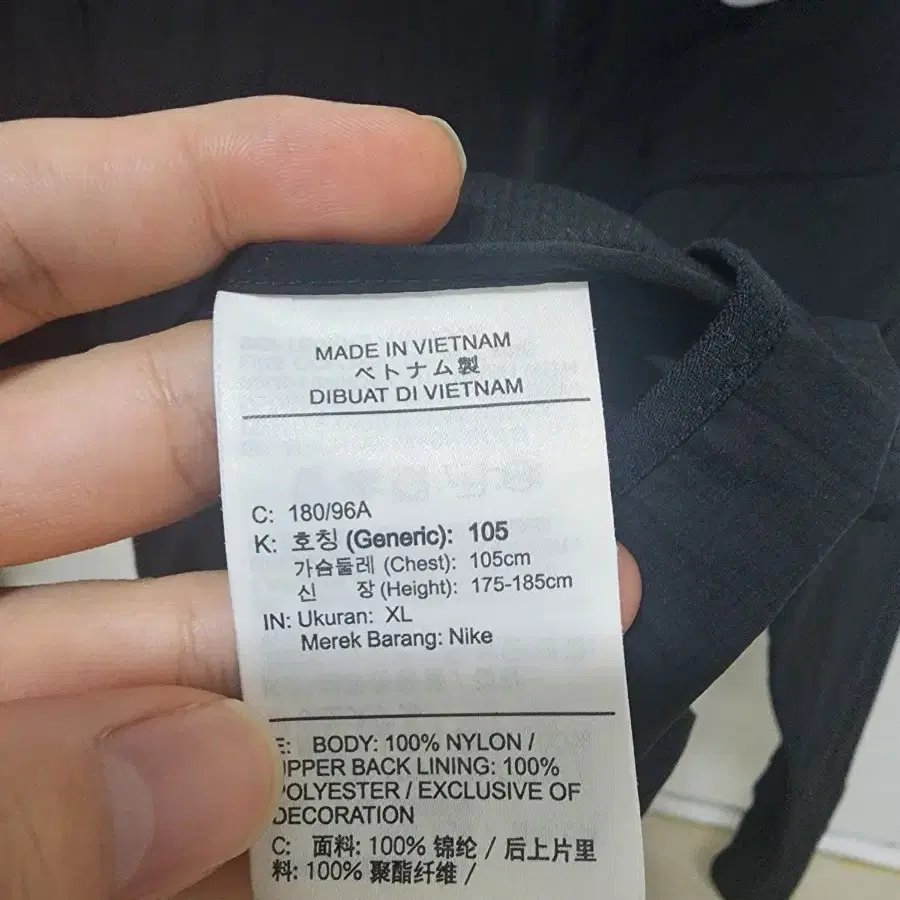 MADE IN VIETNAM
ベトナム製
DIBUAT DI VIETNAM
C: 180/96A
K: 호칭 (Generic): 105
가슴둘레 (Chest): 105cm
신 장 (Height): 175-185cm
IN: Ukuran: XL
Merek Barang: Nike
E: BODY: 100% NYLON /
UPPER BACK LINING: 100%
POLYESTER / EXCLUSIVE OF
DECORATION
C: 面料: 100% 锦纶 / 后上片里
料: 100% 聚酯纤维 /